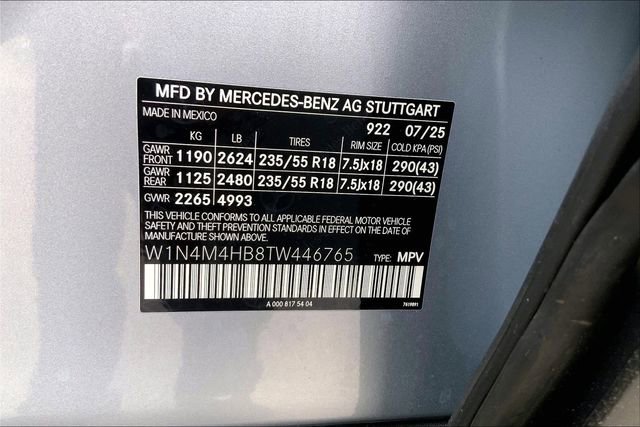 MFD BY MERCEDES-BENZ AG STUTTGART
MADE IN MEXICO
922 07/25
KG LB TIRES RIM SIZE COLD KPA (PSI)
GAWR FRONT 1190 2624 235/55 R18 7.5Jx18 290(43)
GAWR REAR 1125 2480 235/55 R18 7.5Jx18 290(43)
GVWR 2265 4993
THIS VEHICLE CONFORMS TO ALL APPLICABLE FEDERAL MOTOR VEHICLE
SAFETY AND THEFT PREVENTION STANDARDS IN EFFECT ON THE DATE
OF MANUFACTURE
W1N4M4HB8TW446765 TYPE: MPV
A 000 817 54 04